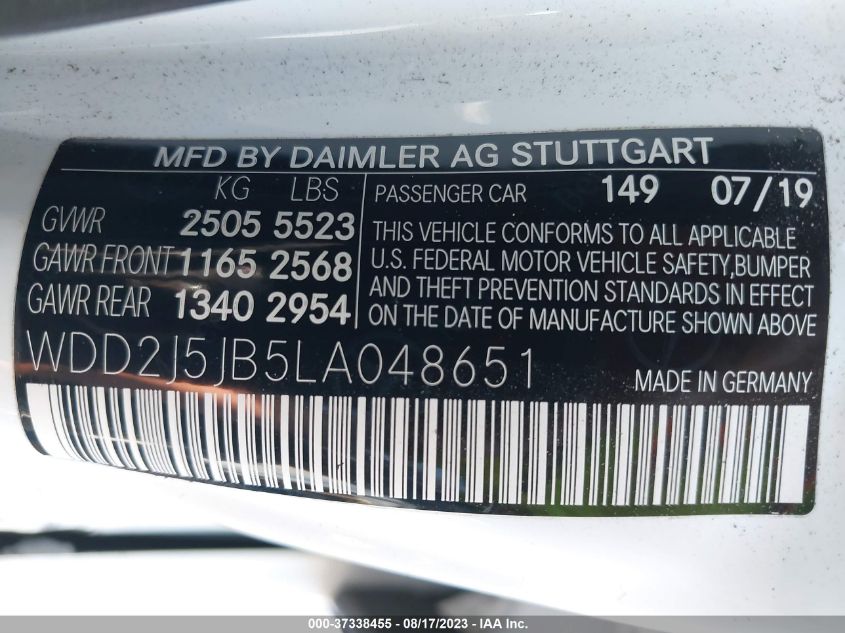 MFD BY DAIMLER AG STUTTGART
KG LBS
GVWR 2505 5523
GAWR FRONT 1165 2568
GAWR REAR 1340 2954
PASSENGER CAR 149 07/19
THIS VEHICLE CONFORMS TO ALL APPLICABLE
U.S. FEDERAL MOTOR VEHICLE SAFETY, BUMPER
AND THEFT PREVENTION STANDARDS IN EFFECT
ON THE DATE OF MANUFACTURE SHOWN ABOVE
WDD2J5JB5LA048651
MADE IN GERMANY
© (000-37338455 - 08/17/2023 - IAA, LLC